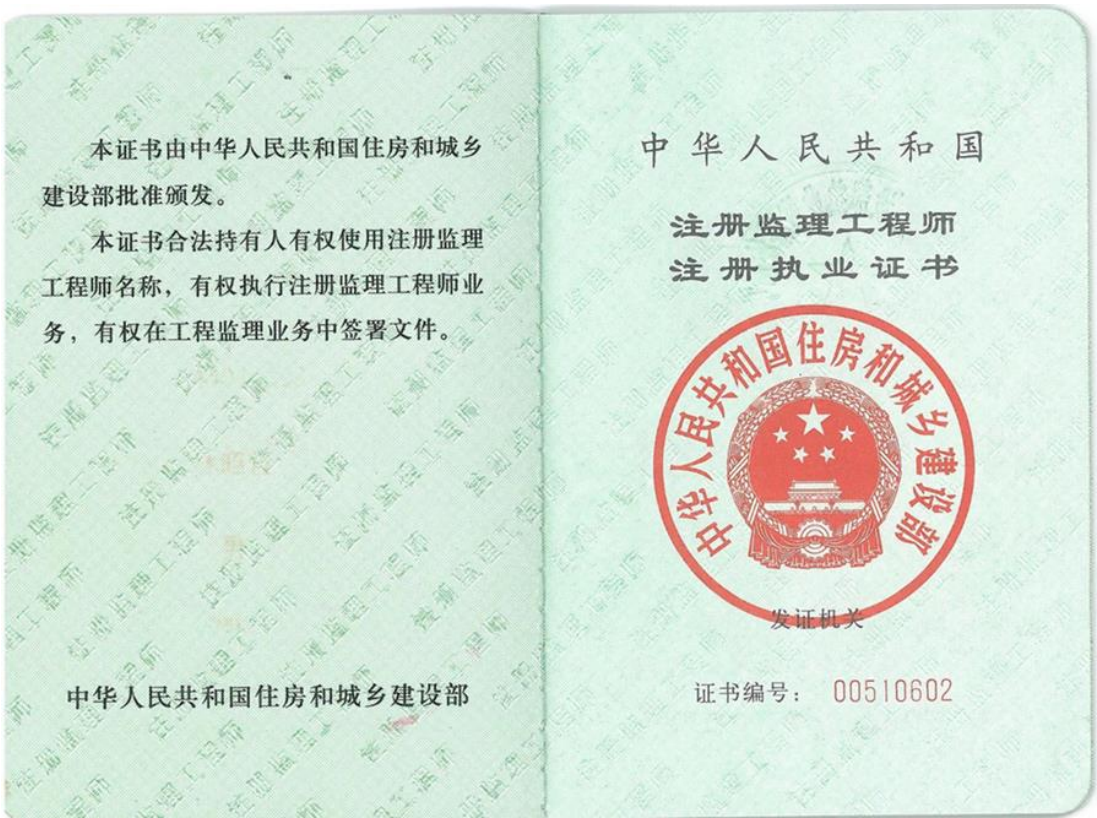 本证书由中华人民共和国住房和城乡
建设部批准颁发。
本证书合法持有人有权使用注册监理
工程师名称，有权执行注册监理工程师业
务，有权在工程监理业务中签署文件。
中华人民共和国住房和城乡建设部
中华人民共和国
注册监理工程师
注册执业证书
中华人民共和国住房和城乡建设部
发证机关
证书编号： 00510602